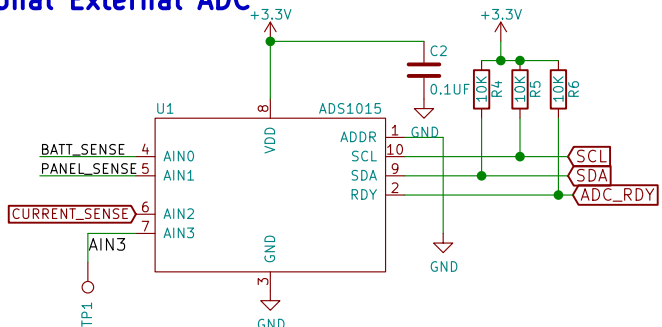 onal External ADC
+3.3V
+3.3V
C2
0.1UF
GND
10K
R4
10K
R5
10K
R6
U1
ADS1015
8
VDD
ADDR
1
BATT_SENSE
4
AIN0
SCL
10
SCL
PANEL_SENSE
5
AIN1
SDA
9
SDA
RDY
2
ADC_RDY
CURRENT_SENSE
6
AIN2
7
AIN3
AIN3
GND
3
GND
GND
TP1